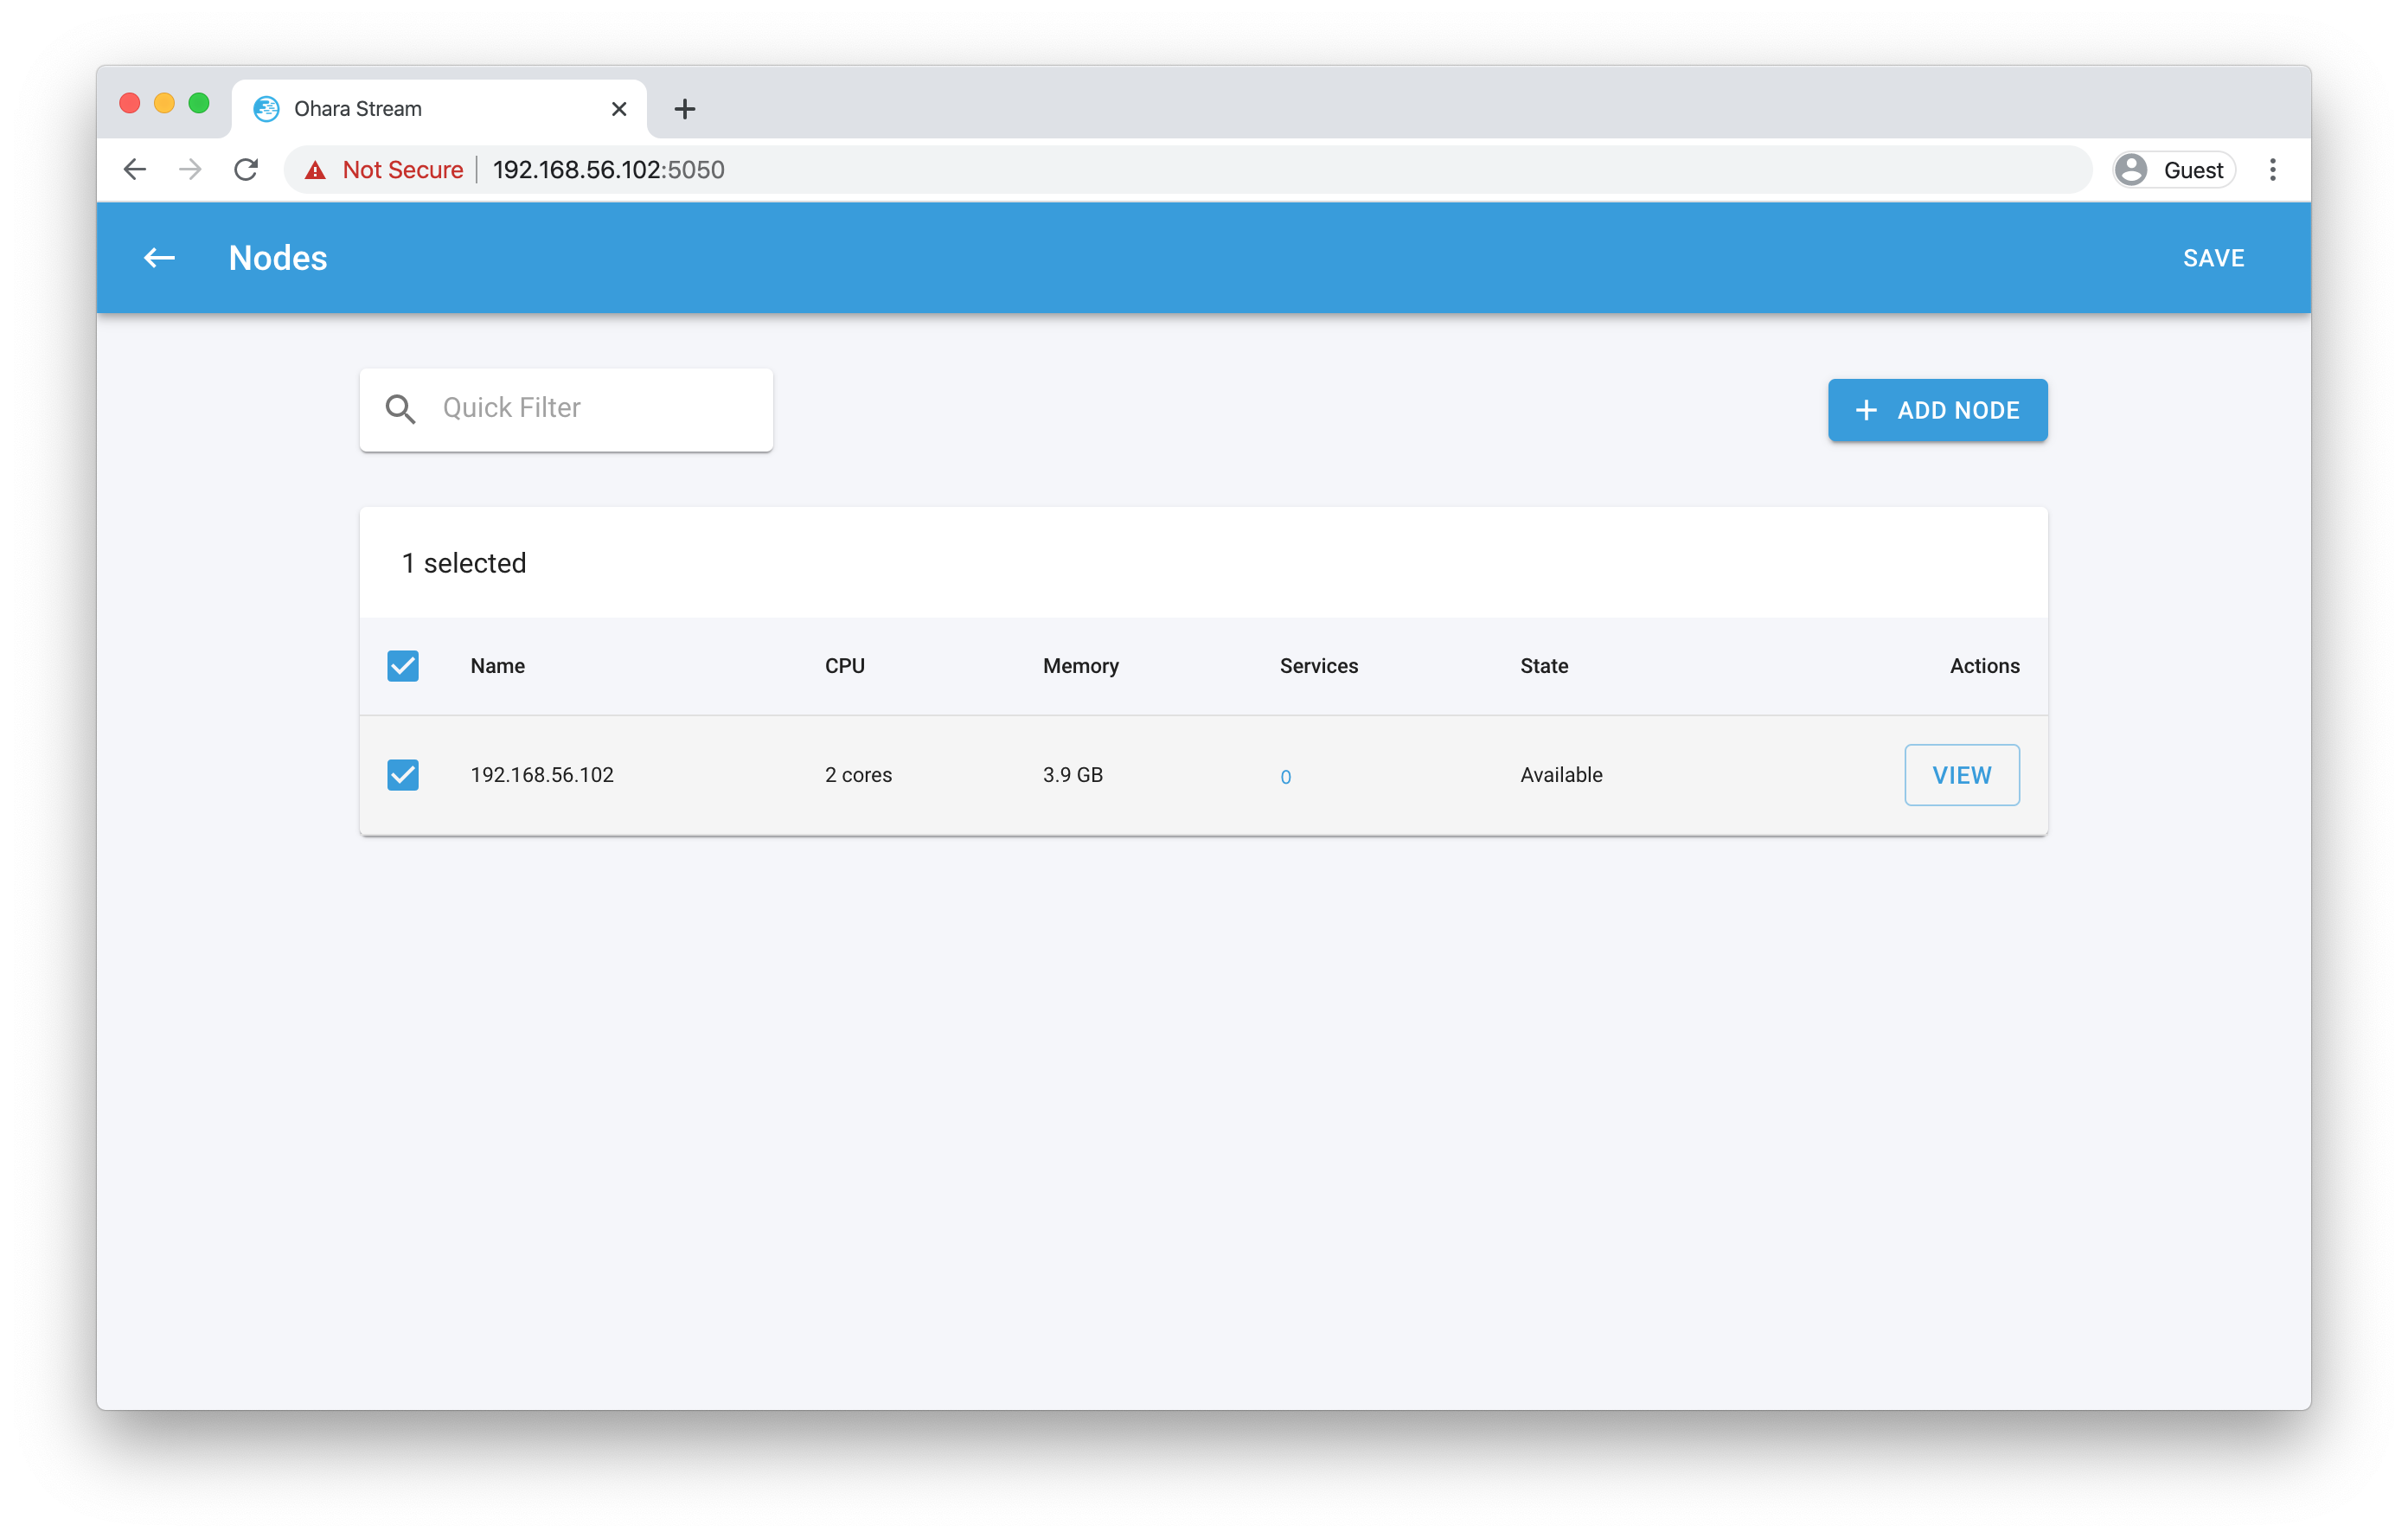 Ohara Stream
Not Secure 192.168.56.102:5050 Guest
Nodes SAVE
Quick Filter ADD NODE
1 selected
Name CPU Memory Services State Actions
192.168.56.102 2 cores 3.9 GB 0 Available VIEW